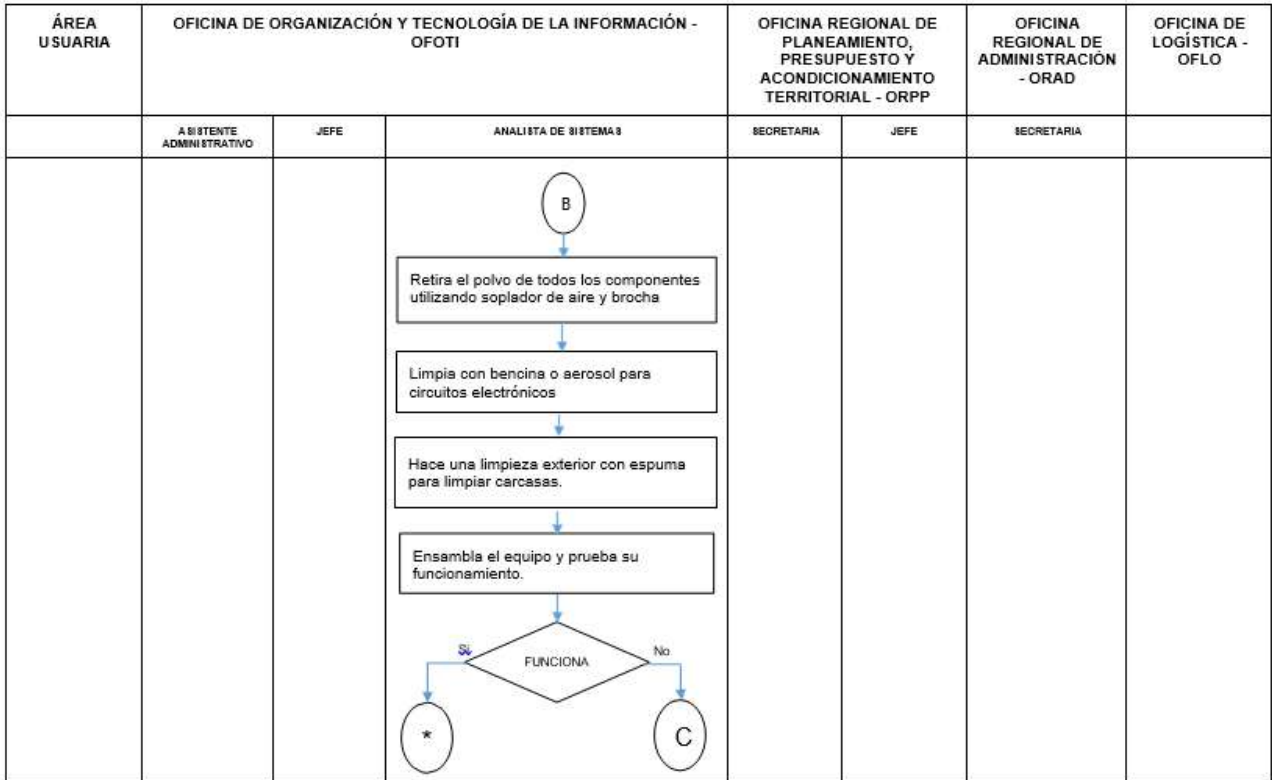 ÁREA
USUARIA
OFICINA DE ORGANIZACIÓN Y TECNOLOGÍA DE LA INFORMACIÓN -
OFOTI
OFICINA REGIONAL DE
PLANEAMIENTO,
PRESUPUESTO Y
ACONDICIONAMIENTO
TERRITORIAL - ORPP
OFICINA
REGIONAL DE
ADMINISTRACIÓN
- ORAD
OFICINA DE
LOGÍSTICA -
OFLO
ASISTENTE
ADMINISTRATIVO
JEFE
ANALISTA DE SISTEMAS
SECRETARIA
JEFE
SECRETARIA
B
Retira el polvo de todos los componentes
utilizando soplador de aire y brocha
Limpia con bencina o aerosol para
circuitos electrónicos
Hace una limpieza exterior con espuma
para limpiar carcasas.
Ensambla el equipo y prueba su
funcionamiento.
Si
FUNCIONA
No
*
C